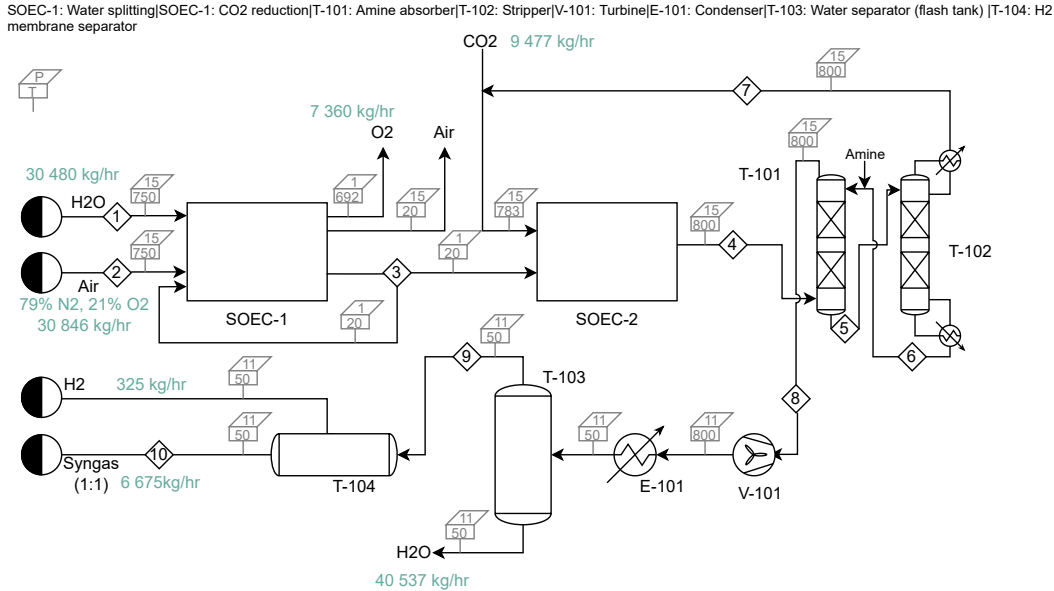 SOEC-1: Water splitting|SOEC-1: CO2 reduction|T-101: Amine absorber|T-102: Stripper|V-101: Turbine|E-101: Condenser|T-103: Water separator (flash tank) |T-104: H2
membrane separator
CO2 9 477 kg/hr
P
T
15
800
7
7 360 kg/hr
O2 Air
15
800
Amine
T-101
30 480 kg/hr
H2O
1
15
750
1
692
15
20
15
783
15
800
4
2
15
750
Air
79% N2, 21% O2
30 846 kg/hr
3
1
20
T-102
SOEC-1
SOEC-2
1
20
5
6
11
50
9
T-103
H2 325 kg/hr
11
50
8
11
50
11
50
11
800
10
Syngas
(1:1) 6 675kg/hr
T-104
E-101
V-101
11
50
H2O
40 537 kg/hr